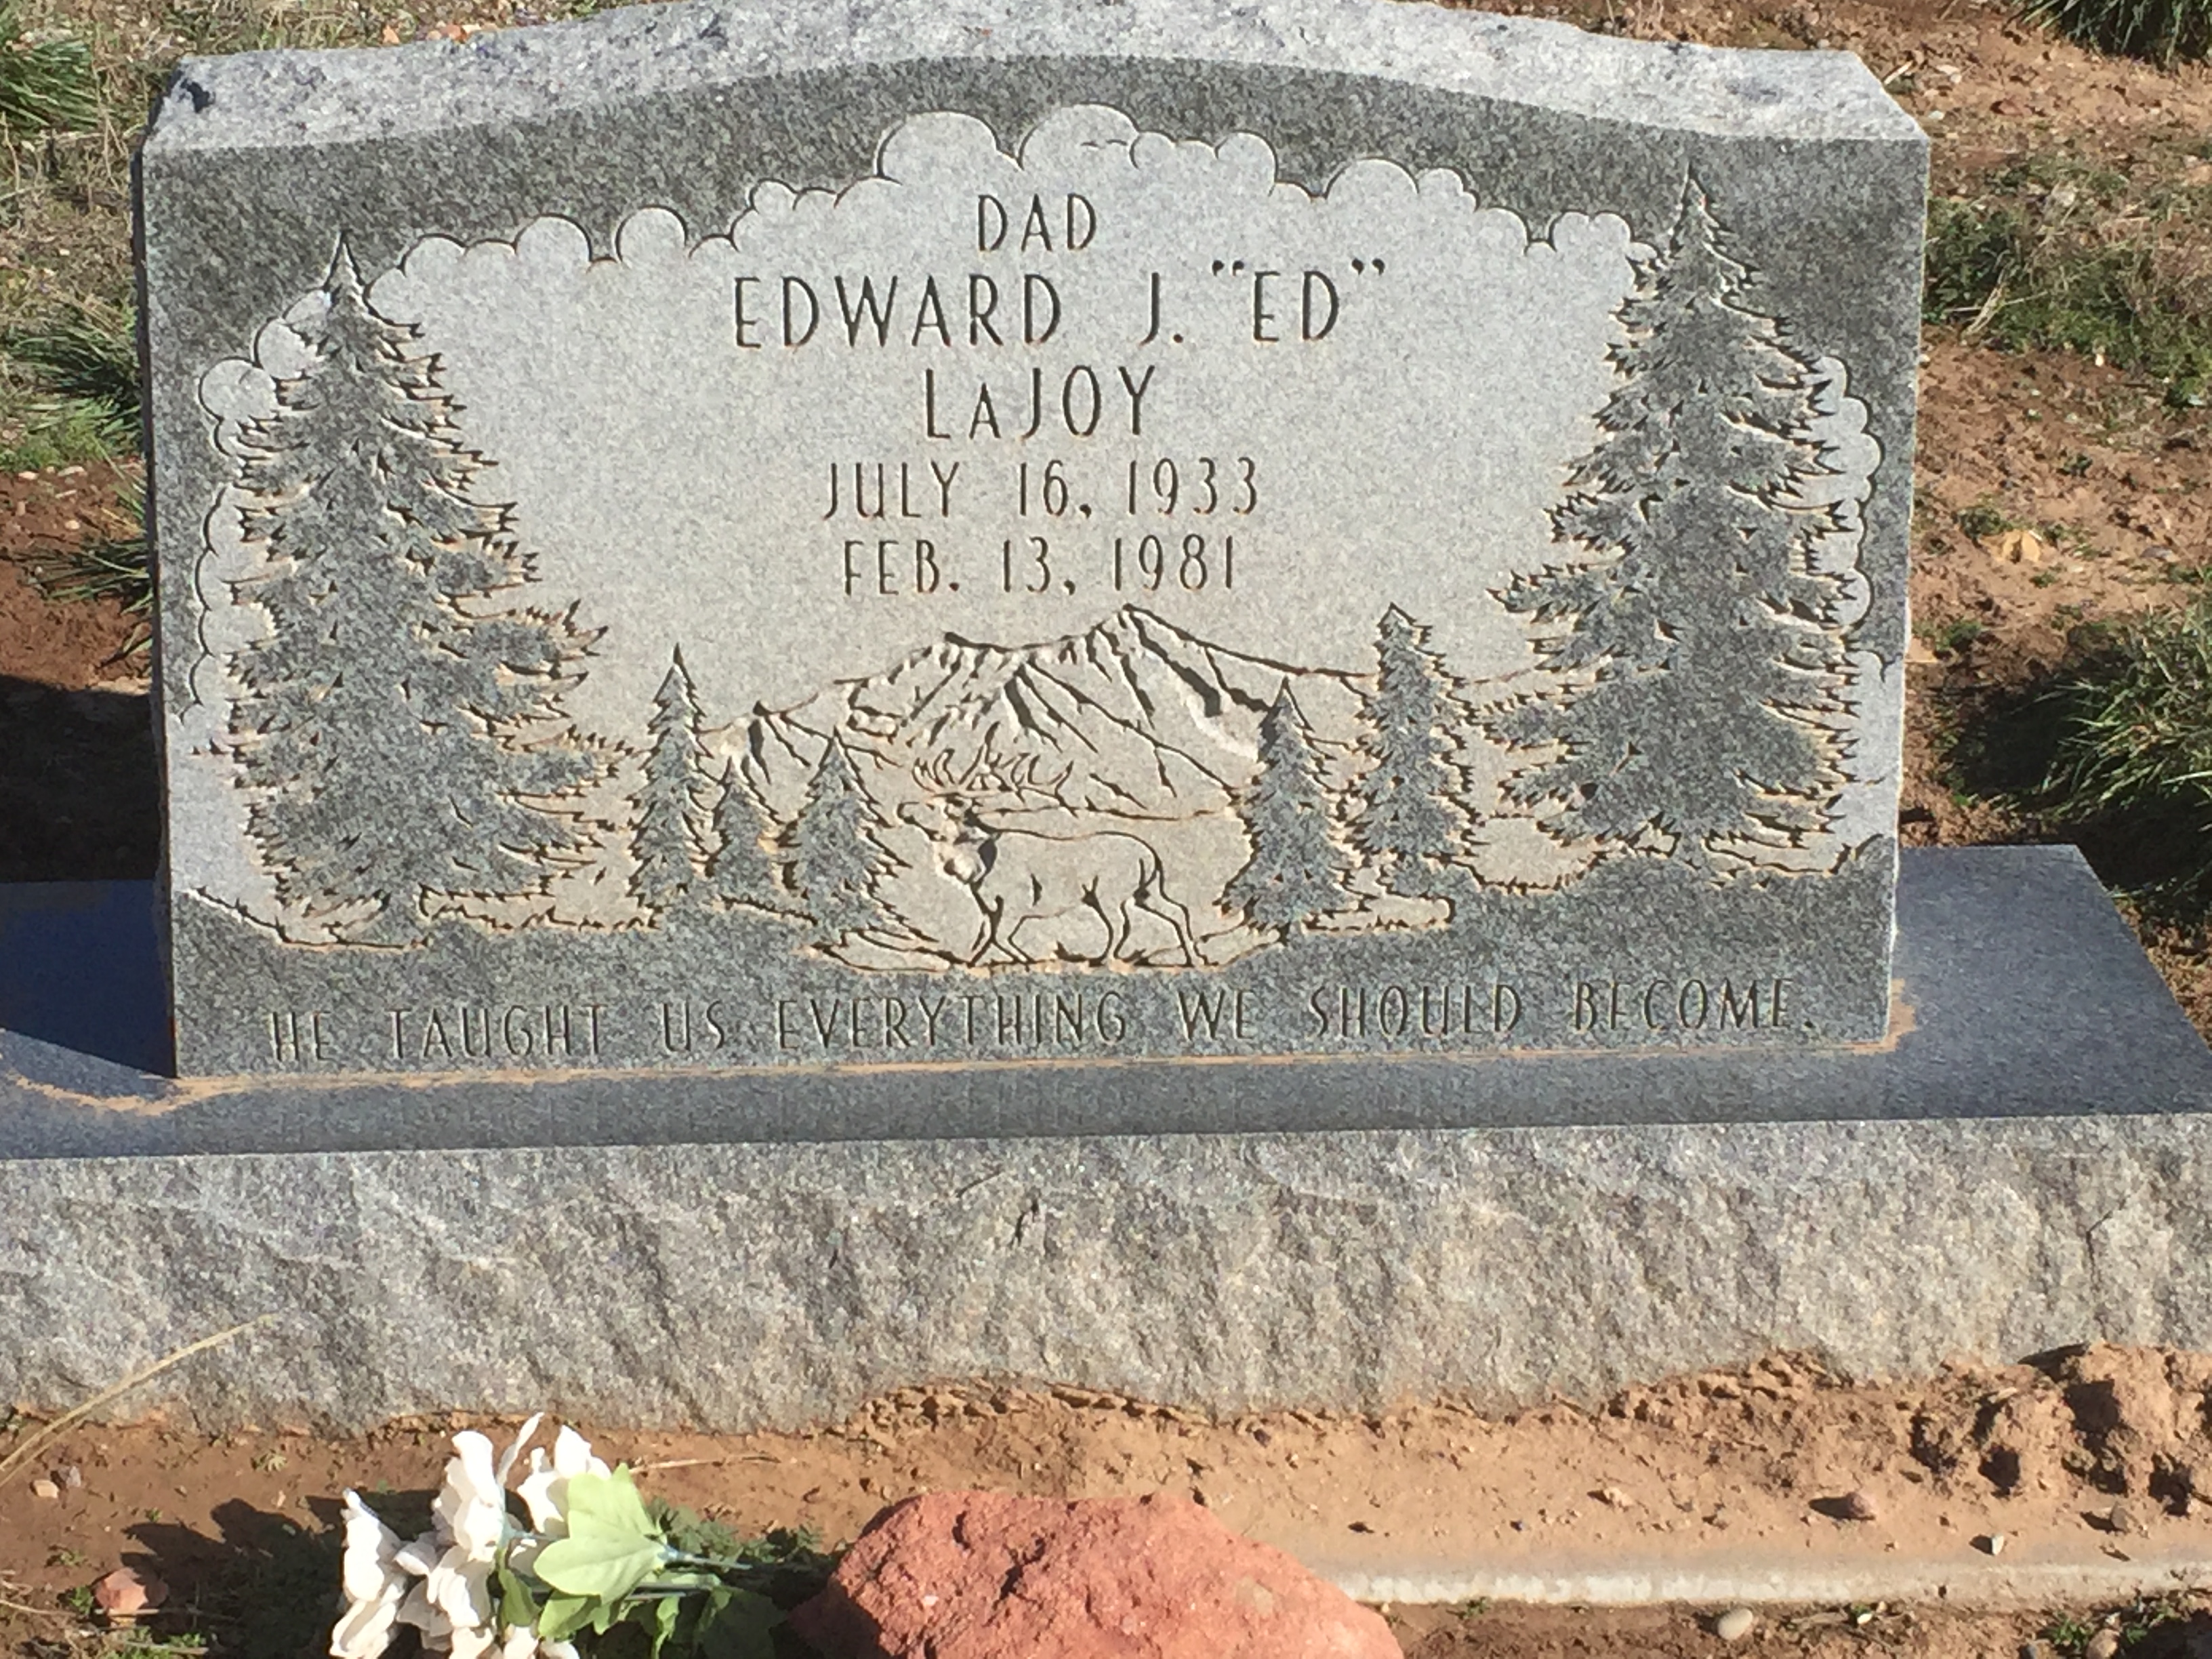 DAD
EDWARD J. "ED"
LAJOY
JULY 16, 1933
FEB. 13, 1981
HE TAUGHT US EVERYTHING WE SHOULD BECOME.